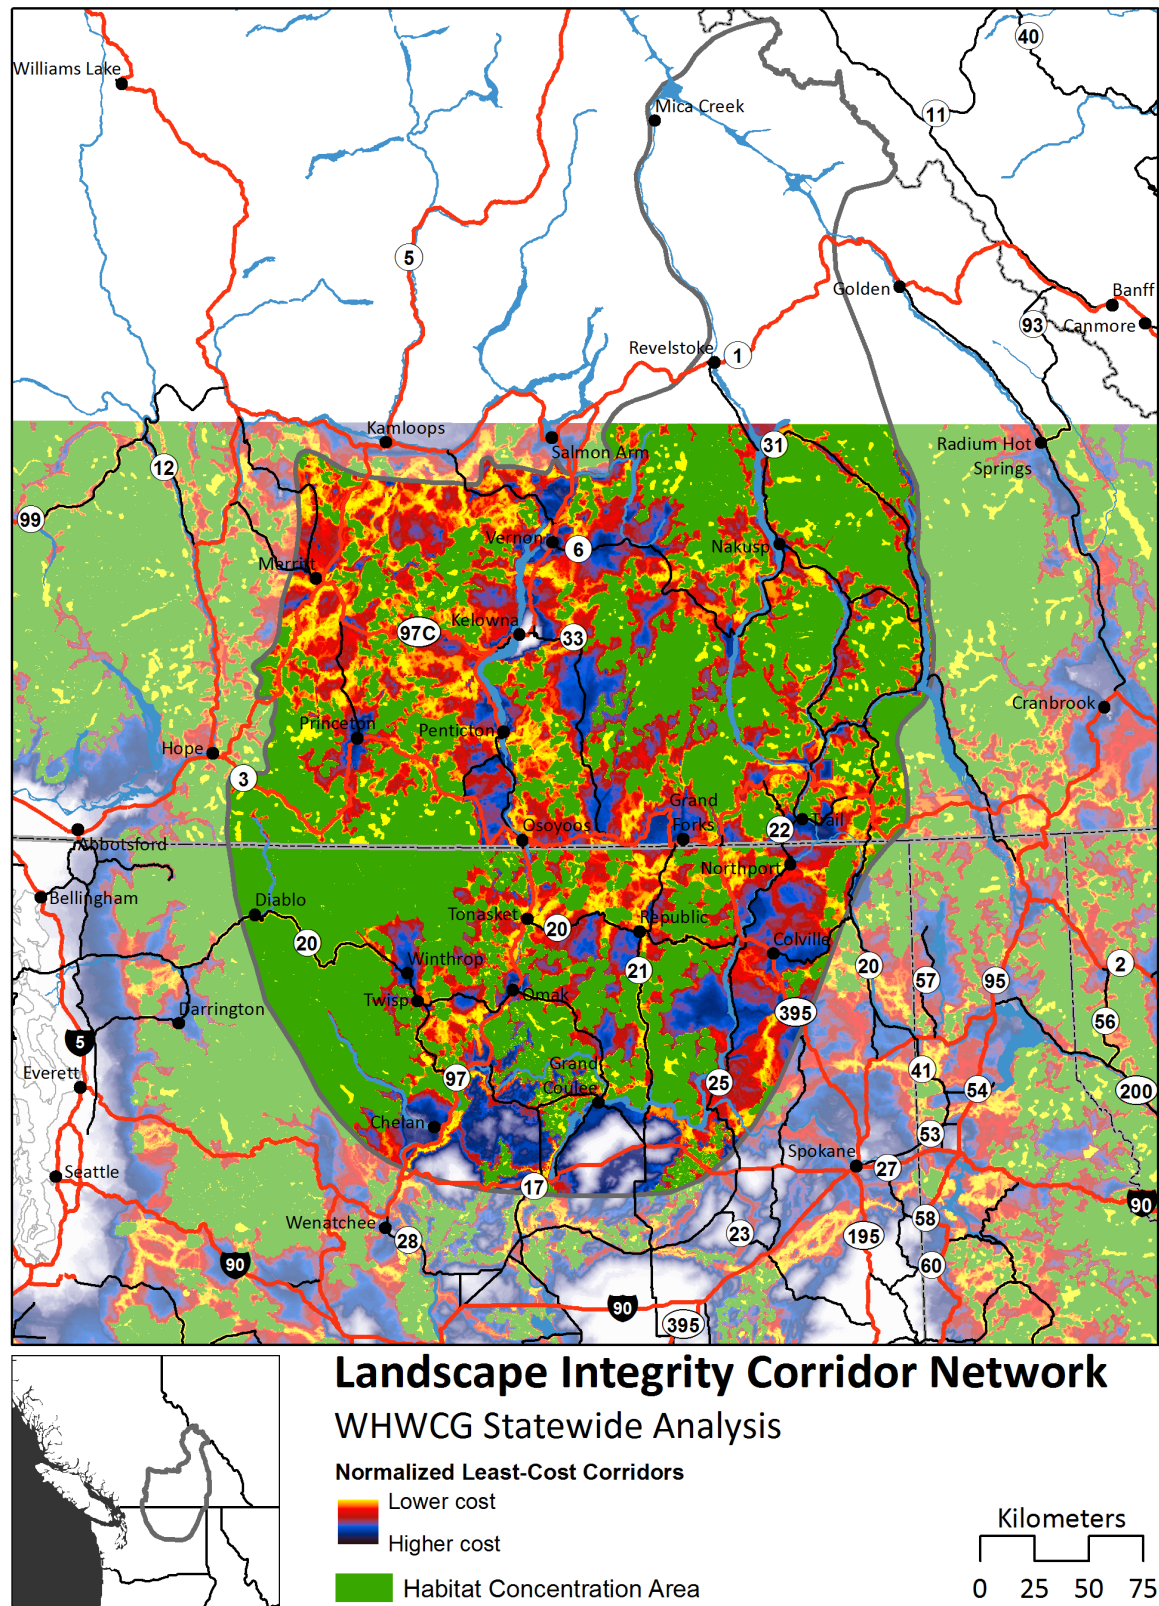 40
Williams Lake
Mica Creek
11
5
Golden
Banff
93
Canmore
Revelstoke
1
Kamloops
Salmon Arm
31
Radium Hot
Springs
12
99
Vernon
6
Nakusp
Merritt
Kelowna
97C
33
Cranbrook
Princeton
Penticton
Hope
3
Grand
Forks
Osoyoos
22
Trail
Abbotsford
Northport
Bellingham
Diablo
Tonasket
20
Republic
20
Colville
Winthrop
21
20
57
95
2
Twisp
Omak
Darrington
395
56
5
Grand
Coulee
Everett
97
25
41
54
200
Chelan
53
Spokane
27
Seattle
17
90
Wenatchee
28
23
58
195
90
60
90
395
Landscape Integrity Corridor Network
WHWCG Statewide Analysis
Normalized Least-Cost Corridors
Lower cost
Higher cost
Habitat Concentration Area
Kilometers
0 25 50 75